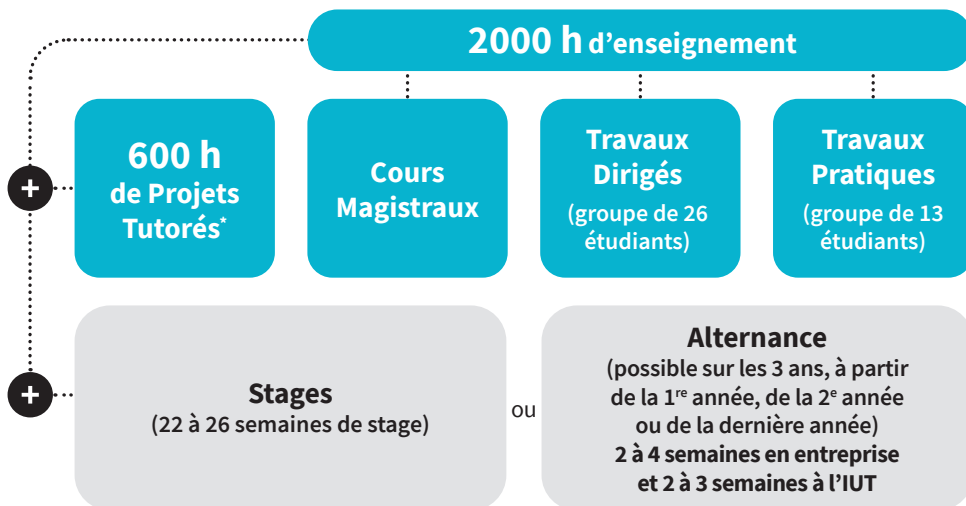 2000 h d’enseignement
+
600 h
de Projets
Tutorés*
Cours
Magistraux
Travaux
Dirigés
(groupe de 26
étudiants)
Travaux
Pratiques
(groupe de 13
étudiants)
+
Stages
(22 à 26 semaines de stage)
ou
Alternance
(possible sur les 3 ans, à partir
de la 1re année, de la 2e année
ou de la dernière année)
2 à 4 semaines en entreprise
et 2 à 3 semaines à l’IUT